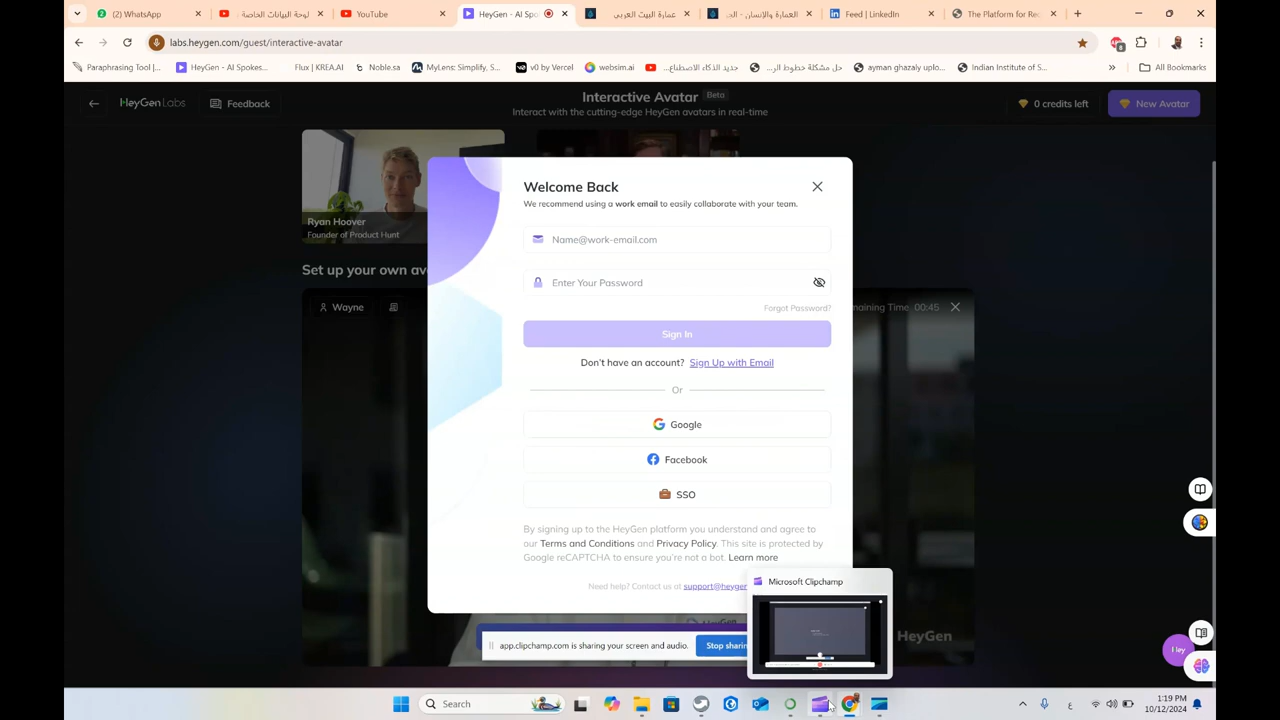 (2) WhatsApp
لوحة البيانات الخاصة
YouTube
HeyGen - AI Spo
عمارة البيت العربي
العمارة والإنسان - الجـ
Feed | LinkedIn
The Platform for Re
labs.heygen.com/guest/interactive-avatar
8
Paraphrasing Tool |...
HeyGen - AI Spokes...
Flux | KREA.AI
Noble.sa
MyLens: Simplify, S...
v0 by Vercel
websim.ai
جديد الذكاء الاصطناع...
حل مشكلة خطوط الر...
ayman ghazaly uplo...
Indian Institute of S...
»
All Bookmarks
HeyGen Labs
Feedback
Interactive Avatar Beta
Interact with the cutting-edge HeyGen avatars in real-time
0 credits left
New Avatar
Ryan Hoover
Founder of Product Hunt
Set up your own av
Wayne
maining Time 00:45
Welcome Back
We recommend using a work email to easily collaborate with your team.
Name@work-email.com
Enter Your Password
Forgot Password?
Sign In
Don't have an account? Sign Up with Email
Or
Google
Facebook
SSO
By signing up to the HeyGen platform you understand and agree to
our Terms and Conditions and Privacy Policy. This site is protected by
Google reCAPTCHA to ensure you're not a bot. Learn more
Need help? Contact us at support@heygen
Microsoft Clipchamp
HeyGen
HeyGen
app.clipchamp.com is sharing your screen and audio.
Stop sharin
Hey
Search
ع
1:19 PM
10/12/2024